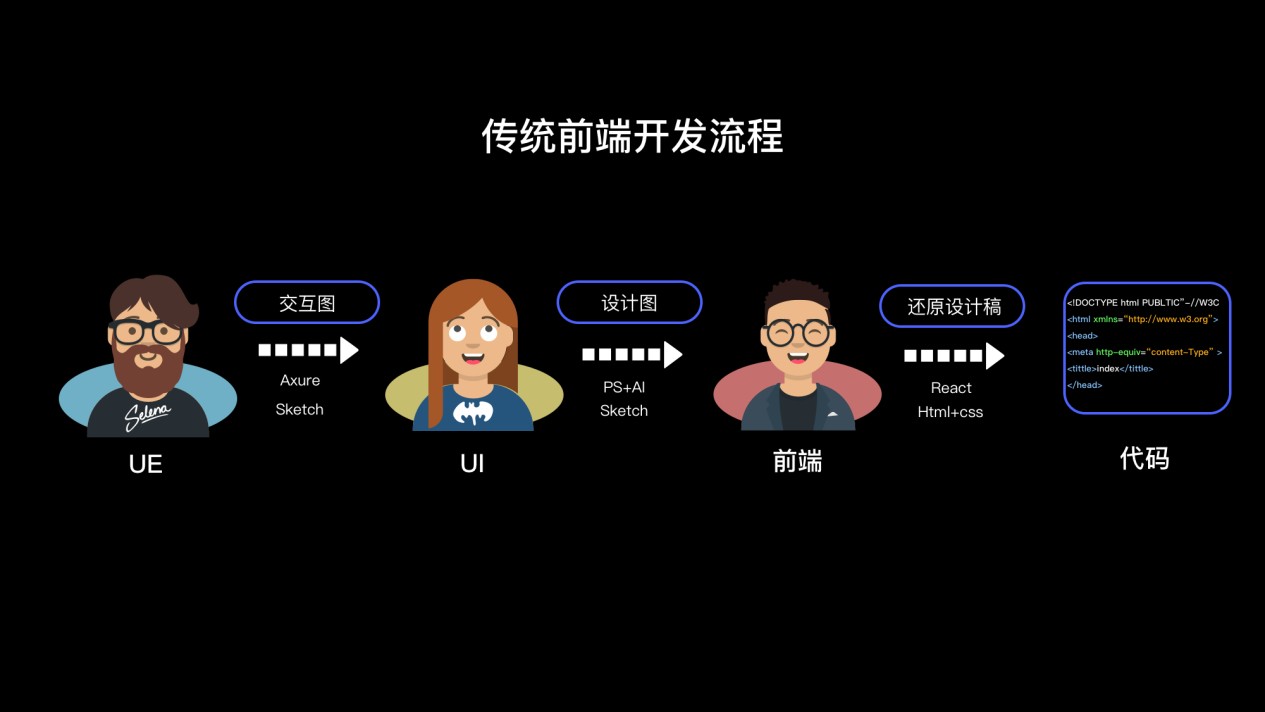 传统前端开发流程
交互图
Axure
Sketch
设计图
PS+AI
Sketch
还原设计稿
React
Html+css
<!DOCTYPE html PUBLTIC”-//W3C
<html xmlns=“http://www.w3.org”>
<head>
<meta http-equiv=“content-Type” >
<tittle>index</tittle>
</head>
Selena
UE
UI
前端
代码